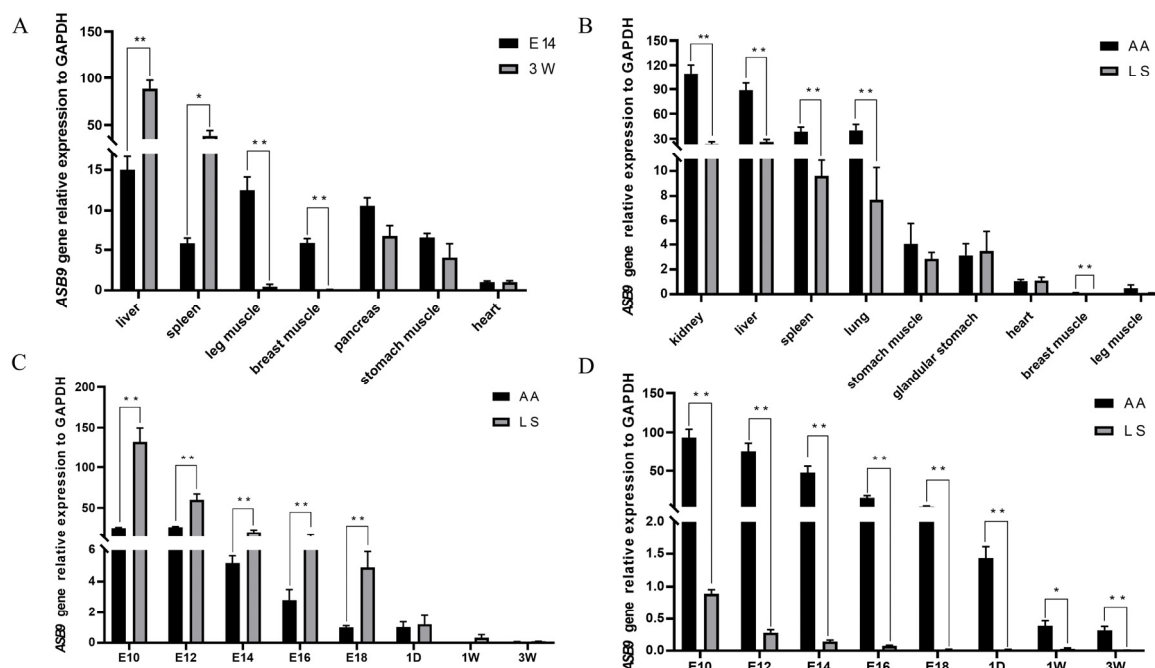 A
ASB9 gene relative expression to GAPDH
150
100
50
15
10
5
0
E14
3W
**
*
**
**
liver
spleen
leg muscle
breast muscle
pancreas
stomach muscle
heart
B
ASB9 gene relative expression to GAPDH
150
120
90
60
30
10
8
6
4
2
0
AA
LS
**
**
**
**
**
kidney
liver
spleen
lung
stomach muscle
glandular stomach
heart
breast muscle
leg muscle
C
ASB9 gene relative expression to GAPDH
200
150
100
50
6
4
2
0
AA
LS
**
**
**
**
**
E10
E12
E14
E16
E18
1D
1W
3W
D
ASB9 gene relative expression to GAPDH
150
100
50
2.0
1.5
1.0
0.5
0.0
AA
LS
**
**
**
**
**
**
*
**
E10
E12
E14
E16
E18
1D
1W
3W